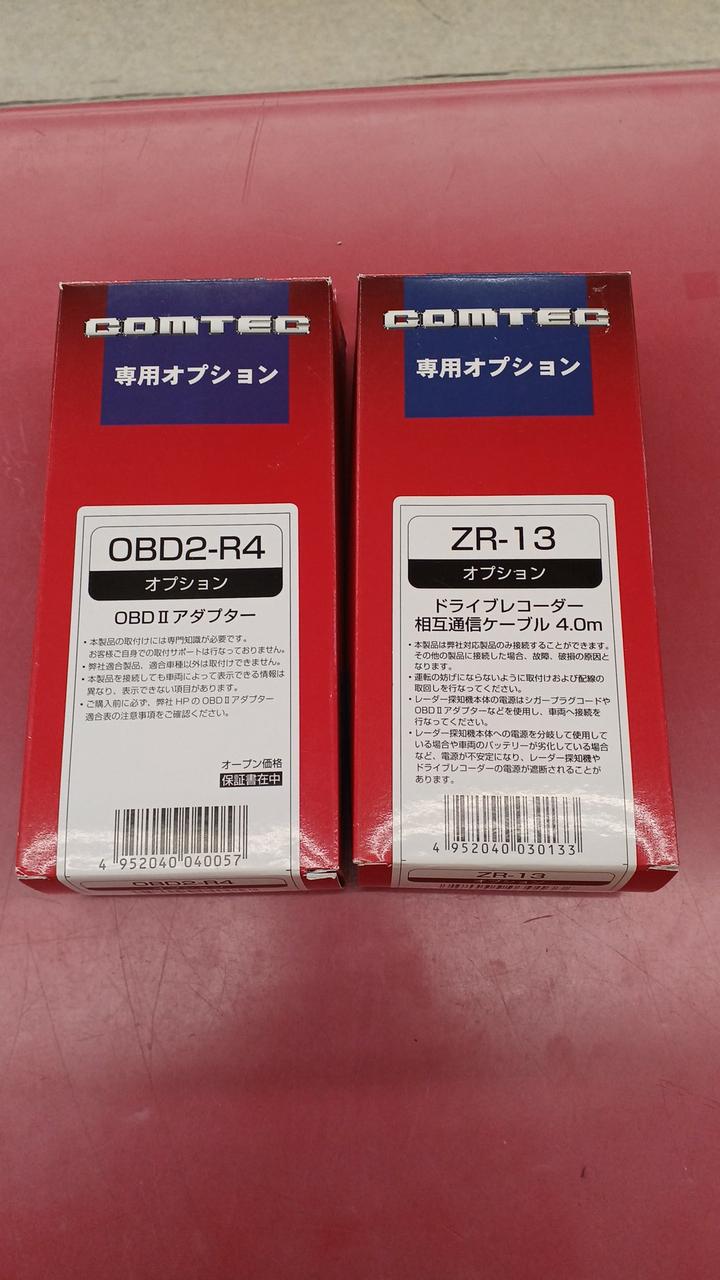 COMTEC
専用オプション
OBD2-R4
オプション
OBDⅡアダプター
・本製品の取付けには専門知識が必要です。
お客様ご自身での取付サポートは行なっておりません。
・弊社適合製品、適合車種以外は取付けできません。
・本製品を接続しても車両によって表示できる情報は
異なり、表示できない項目があります。
・ご購入前に必ず、弊社HPのOBDⅡアダプター
適合表の注意事項をご確認ください。
オープン価格
保証書在中
4 952040 040057
OBD2-R4
COMTEC
専用オプション
ZR-13
オプション
ドライブレコーダー
相互通信ケーブル 4.0m
・本製品は弊社対応製品のみ接続することができます。
その他の製品に接続した場合、故障、破損の原因と
なります。
・運転の妨げにならないように取付けおよび配線の
取回しを行なってください。
・レーダー探知機本体の電源はシガープラグコードや
OBDⅡアダプターなどを使用し、車両へ接続を
行なってください。
・レーダー探知機本体への電源を分岐して使用して
いる場合や車両のバッテリーが劣化している場合
など、電源が不安定になり、レーダー探知機や
ドライブレコーダーの電源が遮断されることが
あります。
4 952040 030133
ZR-13